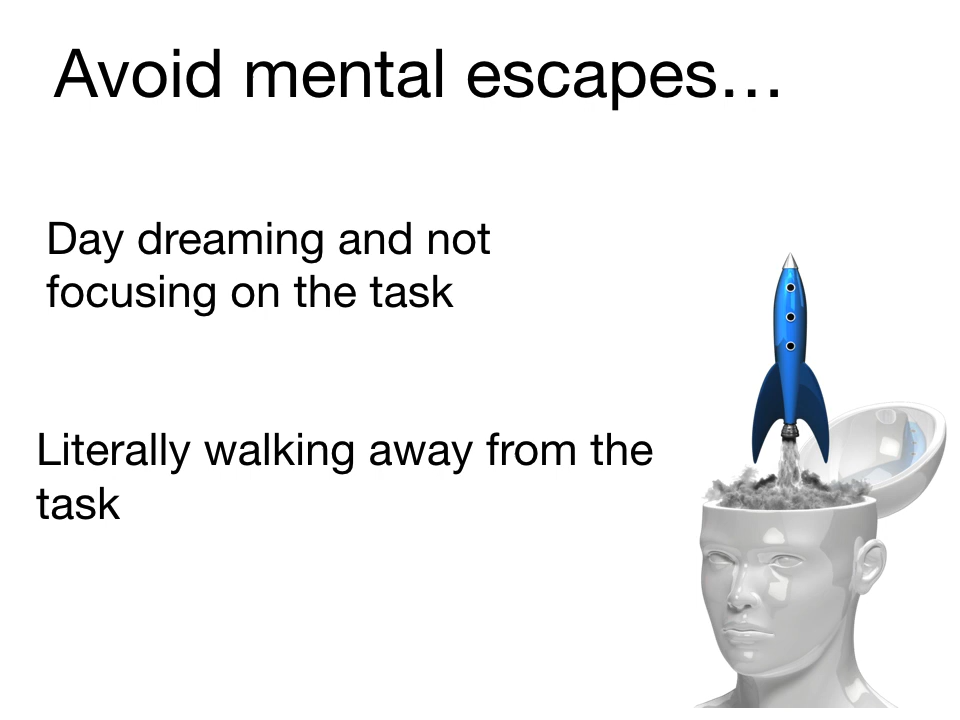 Avoid mental escapes…
Day dreaming and not
focusing on the task
Literally walking away from the
task